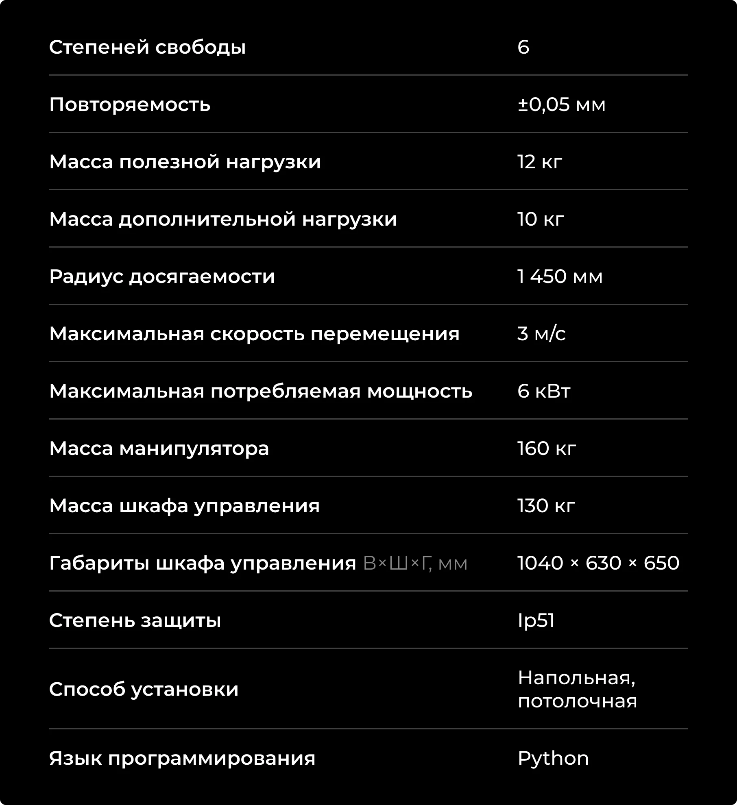 Степеней свободы 6
Повторяемость ±0,05 мм
Масса полезной нагрузки 12 кг
Масса дополнительной нагрузки 10 кг
Радиус досягаемости 1 450 мм
Максимальная скорость перемещения 3 м/с
Максимальная потребляемая мощность 6 кВт
Масса манипулятора 160 кг
Масса шкафа управления 130 кг
Габариты шкафа управления В×Ш×Г, мм 1040 × 630 × 650
Степень защиты Ip51
Способ установки Напольная,
потолочная
Язык программирования Python